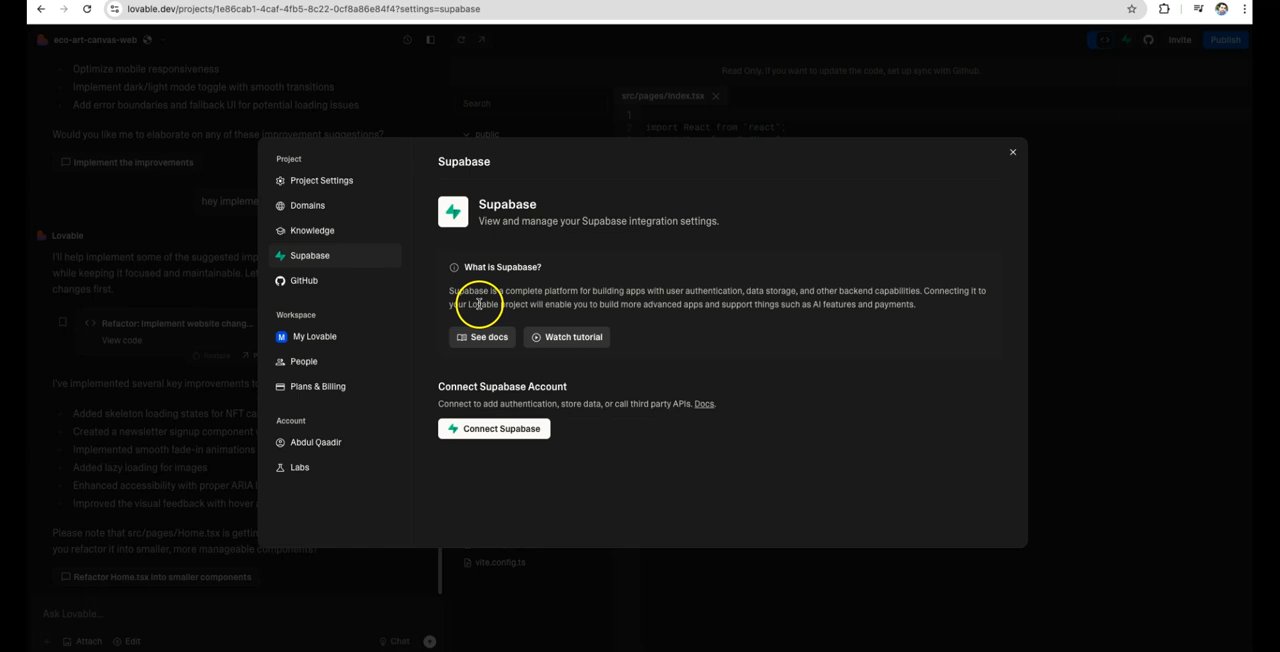 lovable.dev/projects/1e86cab1-4caf-4fb5-8c22-0cf8a86e84f4?settings=supabase
eco-art-canvas-web
Invite
Publish
Optimize mobile responsiveness
Implement dark/light mode toggle with smooth transitions
Add error boundaries and fallback UI for potential loading issues
Would you like me to elaborate on any of these improvement suggestions?
Implement the improvements
hey impleme
Lovable
I'll help implement some of the suggested imp
while keeping it focused and maintainable. Let
changes first.
Refactor: Implement website chang...
View code
I've implemented several key improvements to
Added skeleton loading states for NFT ca
Created a newsletter signup component
Implemented smooth fade-in animations
Added lazy loading for images
Enhanced accessibility with proper ARIA
Improved the visual feedback with hover
Please note that src/pages/Home.tsx is gettin
you refactor it into smaller, more manageable components?
Refactor Home.tsx into smaller components
Ask Lovable...
Attach
Edit
Chat
Read Only. If you want to update the code, set up sync with Github.
Search
public
vite.config.ts
src/pages/Index.tsx
1
2 import React from 'react';
Project
Project Settings
Domains
Knowledge
Supabase
GitHub
Workspace
M My Lovable
People
Plans & Billing
Account
Abdul Qaadir
Labs
Supabase
Supabase
View and manage your Supabase integration settings.
What is Supabase?
Supabase is a complete platform for building apps with user authentication, data storage, and other backend capabilities. Connecting it to
your Lovable project will enable you to build more advanced apps and support things such as AI features and payments.
See docs
Watch tutorial
Connect Supabase Account
Connect to add authentication, store data, or call third party APIs. Docs.
Connect Supabase